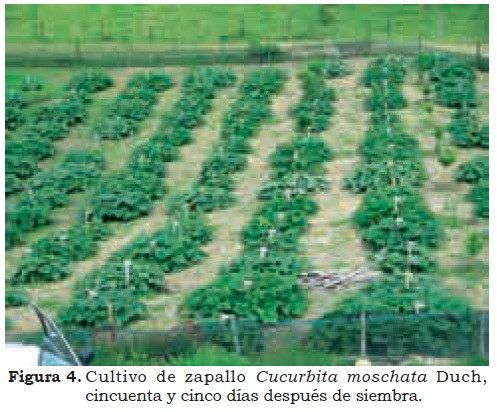 Figura 4. Cultivo de zapallo Cucurbita moschata Duch,
cincuenta y cinco días después de siembra.